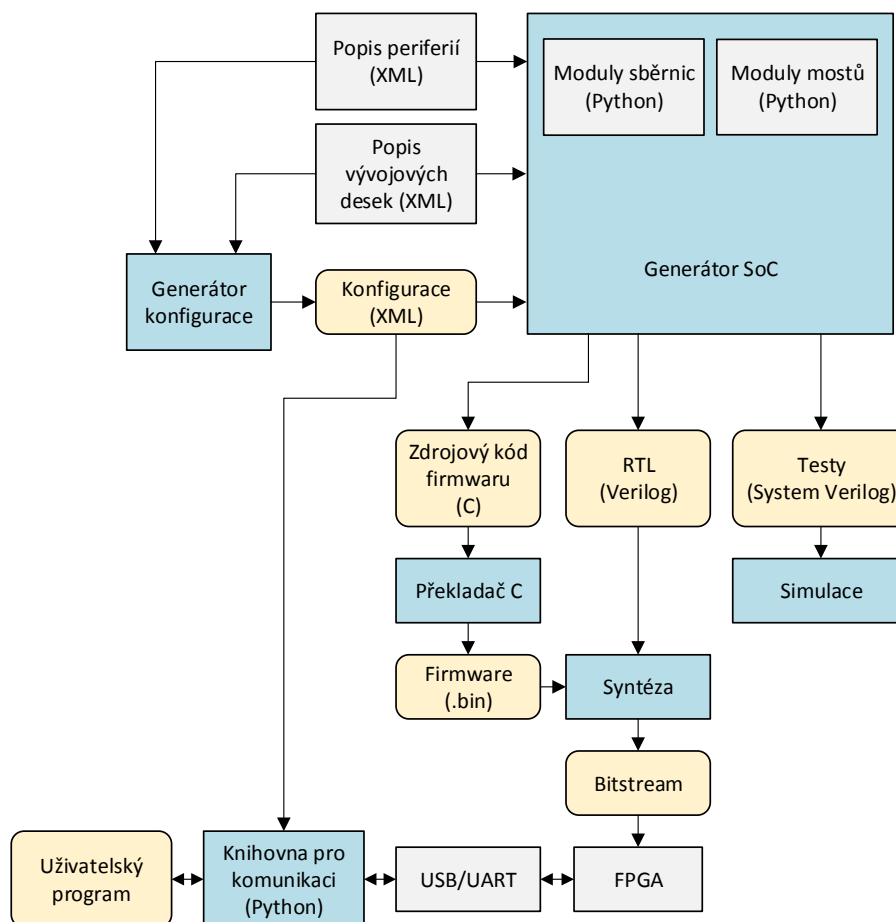 Popis periferií
(XML)
Moduly sběrnic
(Python)
Moduly mostů
(Python)
Popis
vývojových
desek (XML)
Generátor SoC
Generátor
konfigurace
Konfigurace
(XML)
Zdrojový kód
firmwaru
(C)
RTL
(Verilog)
Testy
(System Verilog)
Překladač C
Simulace
Firmware
(.bin)
Syntéza
Bitstream
Uživatelský
program
Knihovna pro
komunikaci
(Python)
USB/UART
FPGA